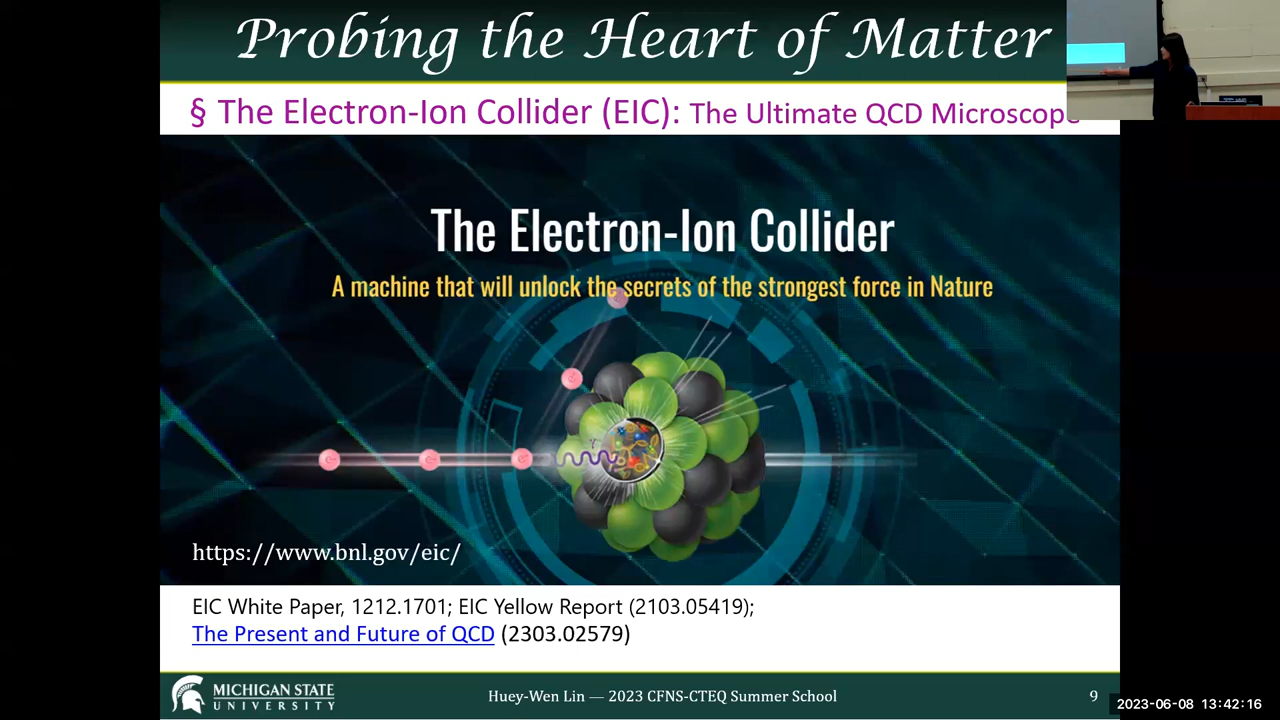 Probing the Heart of Matter
§ The Electron-Ion Collider (EIC): The Ultimate QCD Microscope
The Electron-Ion Collider
A machine that will unlock the secrets of the strongest force in Nature
https://www.bnl.gov/eic/
EIC White Paper, 1212.1701; EIC Yellow Report (2103.05419);
The Present and Future of QCD (2303.02579)
MICHIGAN STATE
UNIVERSITY
Huey-Wen Lin — 2023 CFNS-CTEQ Summer School
9
2023-06-08 13:42:16